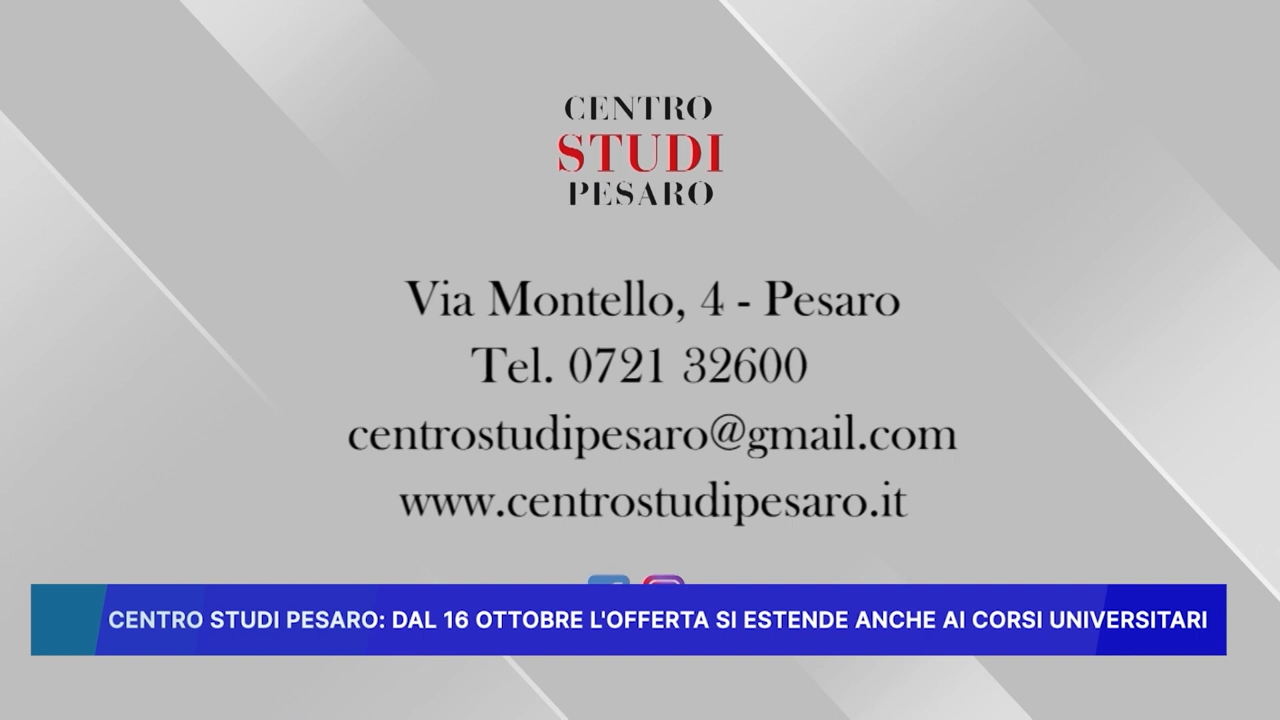 CENTRO
STUDI
PESARO
Via Montello, 4 - Pesaro
Tel. 0721 32600
centrostudipesaro@gmail.com
www.centrostudipesaro.it
CENTRO STUDI PESARO: DAL 16 OTTOBRE L'OFFERTA SI ESTENDE ANCHE AI CORSI UNIVERSITARI